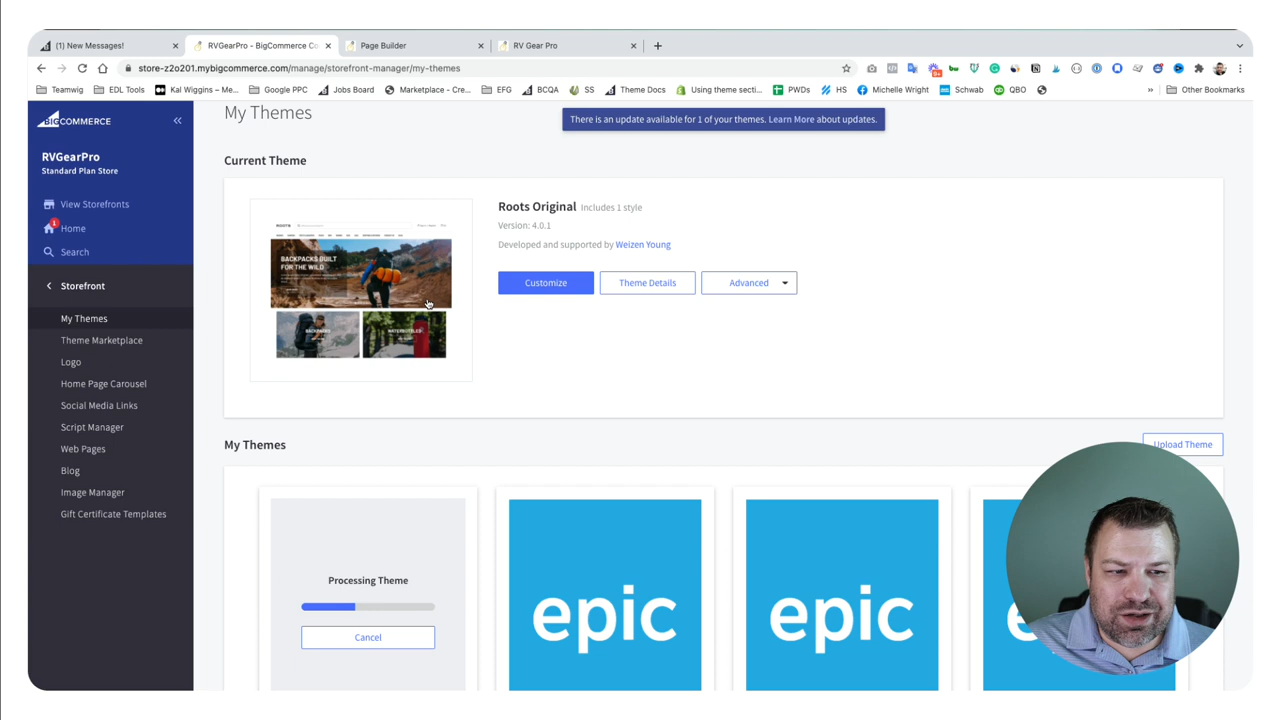 (1) New Messages!
RVGearPro - BigCommerce Co
Page Builder
RV Gear Pro
store-z2o201.mybigcommerce.com/manage/storefront-manager/my-themes
Teamwig
EDL Tools
Kal Wiggins – Me...
Google PPC
Jobs Board
Marketplace - Cre...
EFG
BCQA
SS
Theme Docs
Using theme secti...
PWDs
HS
Michelle Wright
Schwab
QBO
Other Bookmarks
BIGCOMMERCE
RVGearPro
Standard Plan Store
View Storefronts
1
Home
Search
Storefront
My Themes
Theme Marketplace
Logo
Home Page Carousel
Social Media Links
Script Manager
Web Pages
Blog
Image Manager
Gift Certificate Templates
My Themes
There is an update available for 1 of your themes. Learn More about updates.
Current Theme
ROOTS
BACKPACKS BUILT
FOR THE WILD
BACKPACKS
WATERBOTTLES
Roots Original Includes 1 style
Version: 4.0.1
Developed and supported by Weizen Young
Customize
Theme Details
Advanced
My Themes
Upload Theme
Processing Theme
Cancel
epic
epic